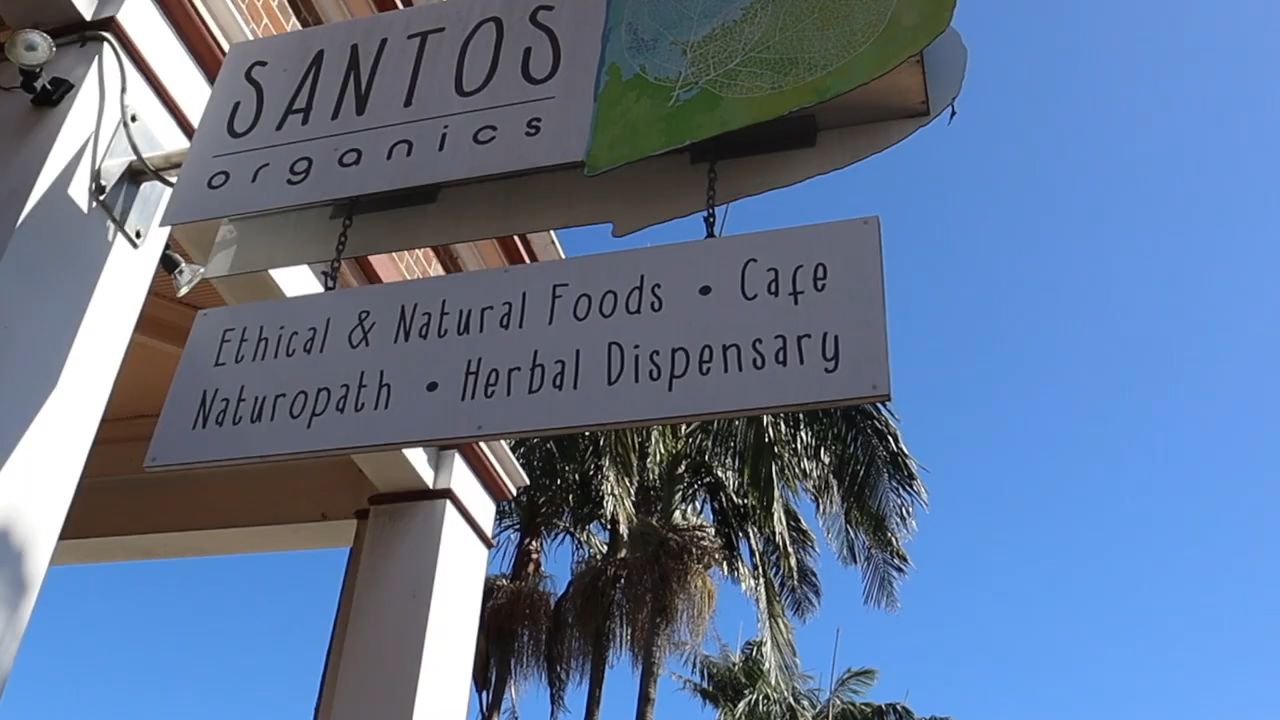 SANTOS
organics
Ethical & Natural Foods • Cafe
Naturopath • Herbal Dispensary